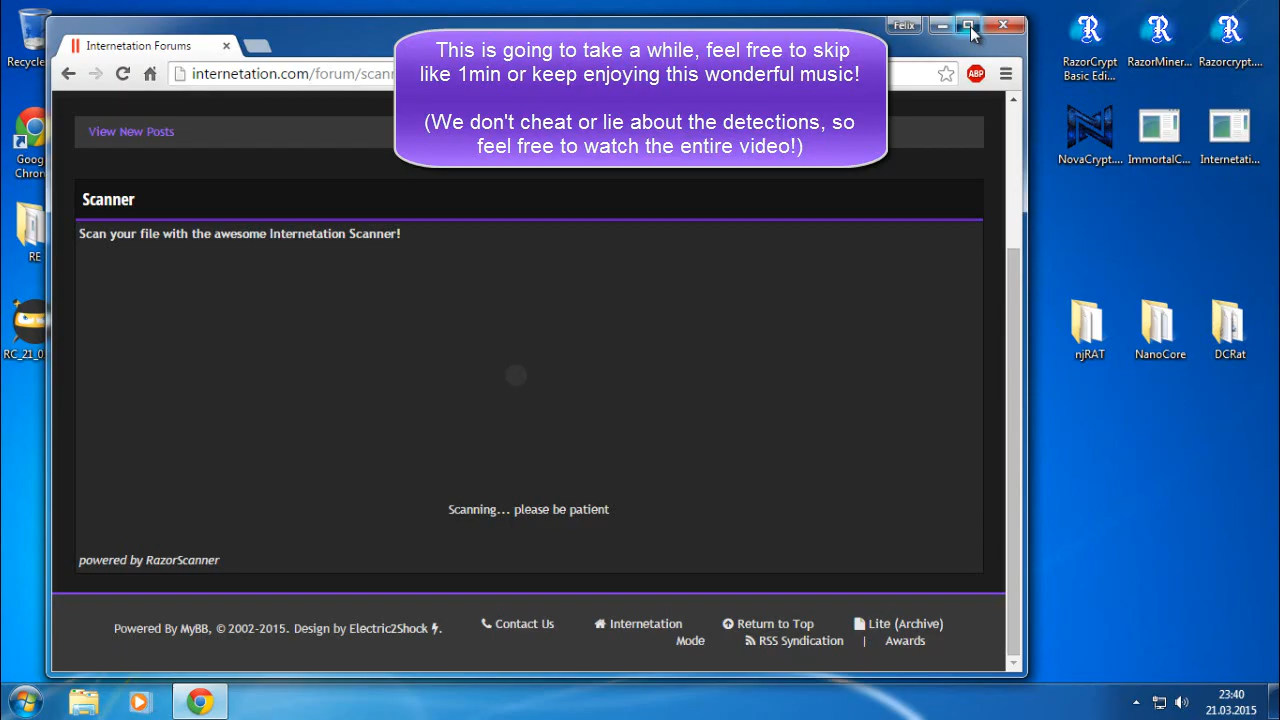 Felix
Internetation Forums
internetation.com/forum/scann
ABP
This is going to take a while, feel free to skip
like 1min or keep enjoying this wonderful music!
(We don't cheat or lie about the detections, so
feel free to watch the entire video!)
View New Posts
Scanner
Scan your file with the awesome Internetation Scanner!
Scanning... please be patient
powered by RazorScanner
Powered By MyBB, © 2002-2015. Design by Electric2Shock .
Contact Us
Internetation
Return to Top
Lite (Archive)
Mode
RSS Syndication
|
Awards
Recycle
Goog
Chron
RE
RC_21_0
RazorCrypt
Basic Edi...
RazorMiner...
Razorcrypt....
NovaCrypt....
ImmortalC...
Internetati...
njRAT
NanoCore
DCRat
23:40
21.03.2015